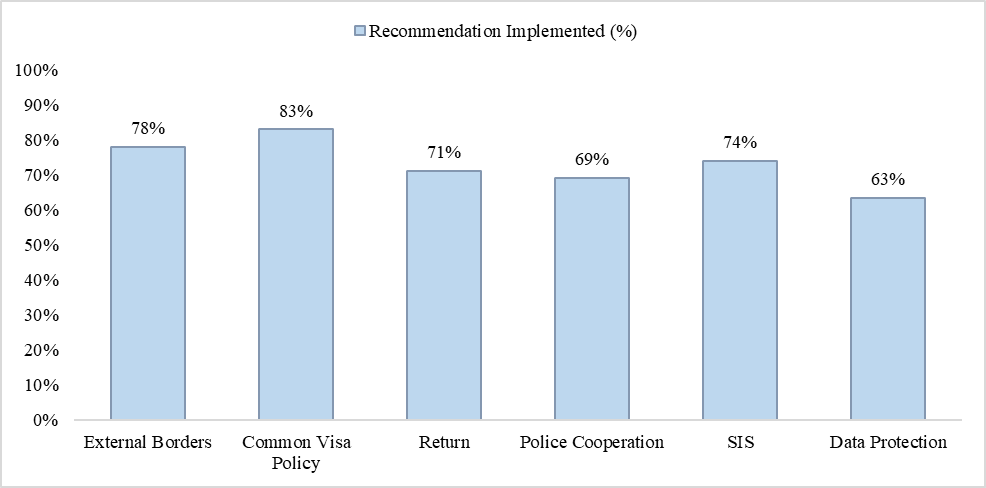 Recommendation Implemented (%)
100%
90%
80%
70%
60%
50%
40%
30%
20%
10%
0%
78%
83%
71%
69%
74%
63%
External Borders
Common Visa
Policy
Return
Police Cooperation
SIS
Data Protection